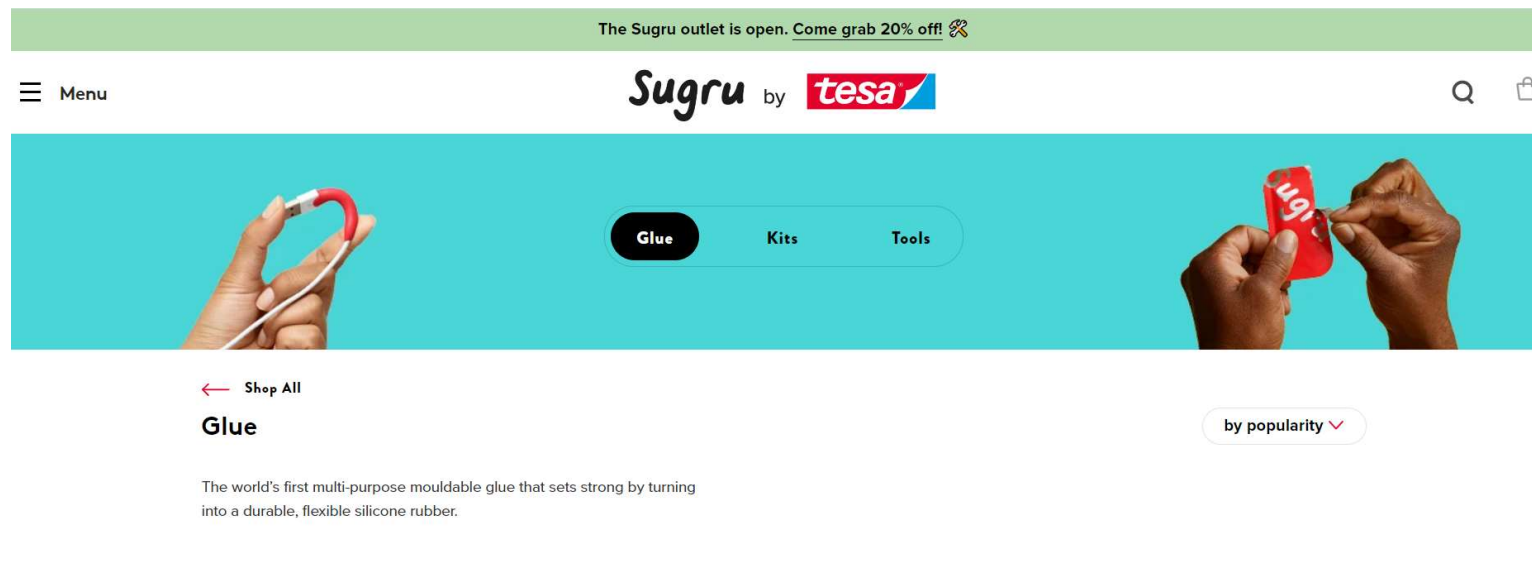 The Sugru outlet is open. Come grab 20% off! 🛠
Menu
Sugru by tesa
Glue
Kits
Tools
Sugru
Shop All
Glue
by popularity
The world's first multi-purpose mouldable glue that sets strong by turning
into a durable, flexible silicone rubber.